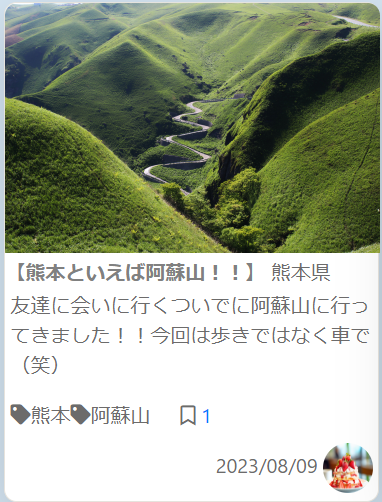 【熊本といえば阿蘇山！！】 熊本県
友達に会いに行くついでに阿蘇山に行っ
てきました！！今回は歩きではなく車で
（笑）
熊本 阿蘇山 1
2023/08/09